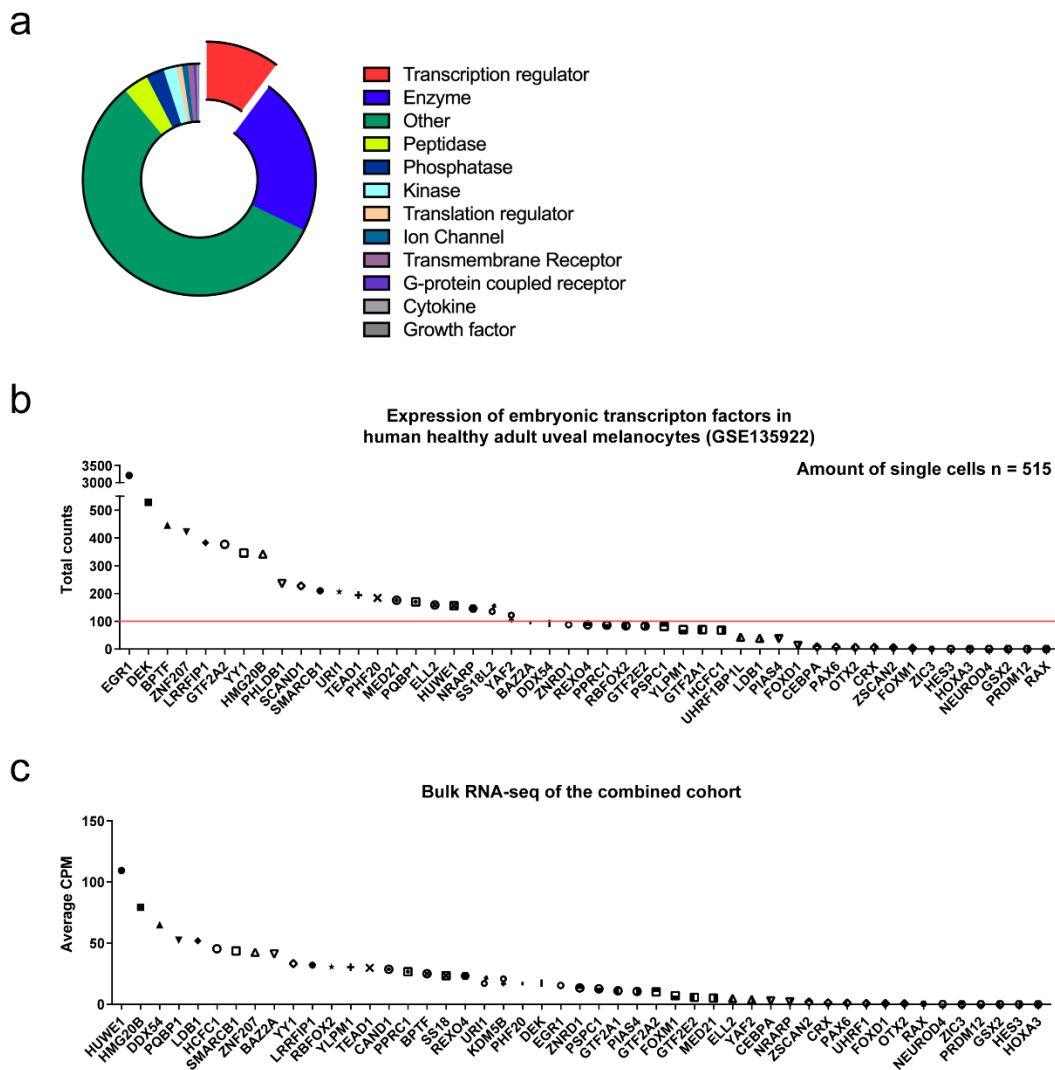 a
Transcription regulator
Enzyme
Other
Peptidase
Phosphatase
Kinase
Translation regulator
Ion Channel
Transmembrane Receptor
G-protein coupled receptor
Cytokine
Growth factor
b
Expression of embryonic transcripton factors in
human healthy adult uveal melanocytes (GSE135922)
Amount of single cells n = 515
Total counts
3500
3000
500
400
300
200
100
0
EGR1
DEK
BPTF
ZNF207
LRRFIP1
GTF2A2
YY1
HMG20B
PHLDB1
SCAND1
SMARCB1
URI1
TEAD1
PHF20
MED21
PQBP1
ELL2
HUWE1
NRARP
SS18L2
YAF2
BAZ2A
DDX54
ZNRD1
REXO4
PPRC1
RBFOX2
GTF2E2
PSPC1
YLPM1
GTF2A1
HCFC1
UHRF1BP1L
LDB1
PIAS4
FOXD1
CEBPA
PAX6
OTX2
CRX
ZSCAN2
FOXM1
ZIC3
HES3
HOXA3
NEUROD4
GSX2
PRDM12
RAX
c
Bulk RNA-seq of the combined cohort
Average CPM
150
100
50
0
HUWE1
HMG20B
DDX54
PQBP1
LDB1
HCFC1
SMARCB1
ZNF207
BAZ2A
YY1
LRRFIP1
RBFOX2
YLPM1
TEAD1
CAND1
PPRC1
BPTF
SS18
REXO4
URI1
KDM5B
PHF20
DEK
EGR1
ZNRD1
PSPC1
GTF2A1
PIAS4
GTF2A2
FOXM1
GTF2E2
MED21
ELL2
YAF2
CEBPA
NRARP
ZSCAN2
CRX
PAX6
UHRF1
FOXD1
OTX2
RAX
NEUROD4
ZIC3
PRDM12
GSX2
HES3
HOXA3